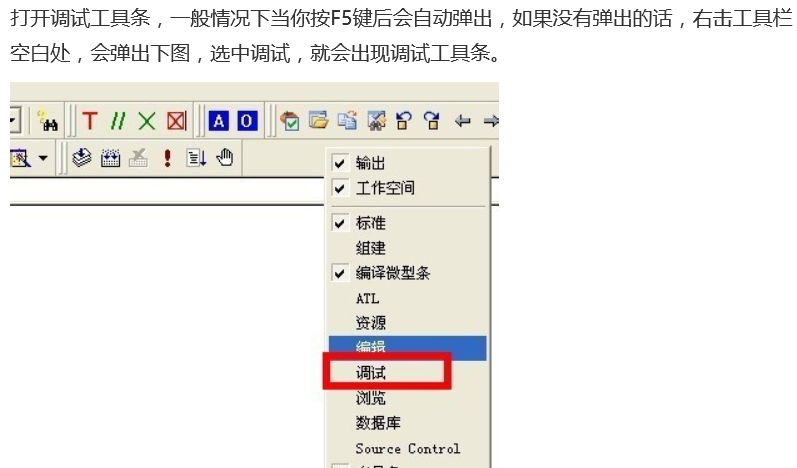 打开调试工具条，一般情况下当你按F5键后会自动弹出，如果没有弹出的话，右击工具栏
空白处，会弹出下图，选中调试，就会出现调试工具条。
A O
输出
工作空间
标准
组建
编译微型条
ATL
资源
编辑
调试
浏览
数据库
Source Control